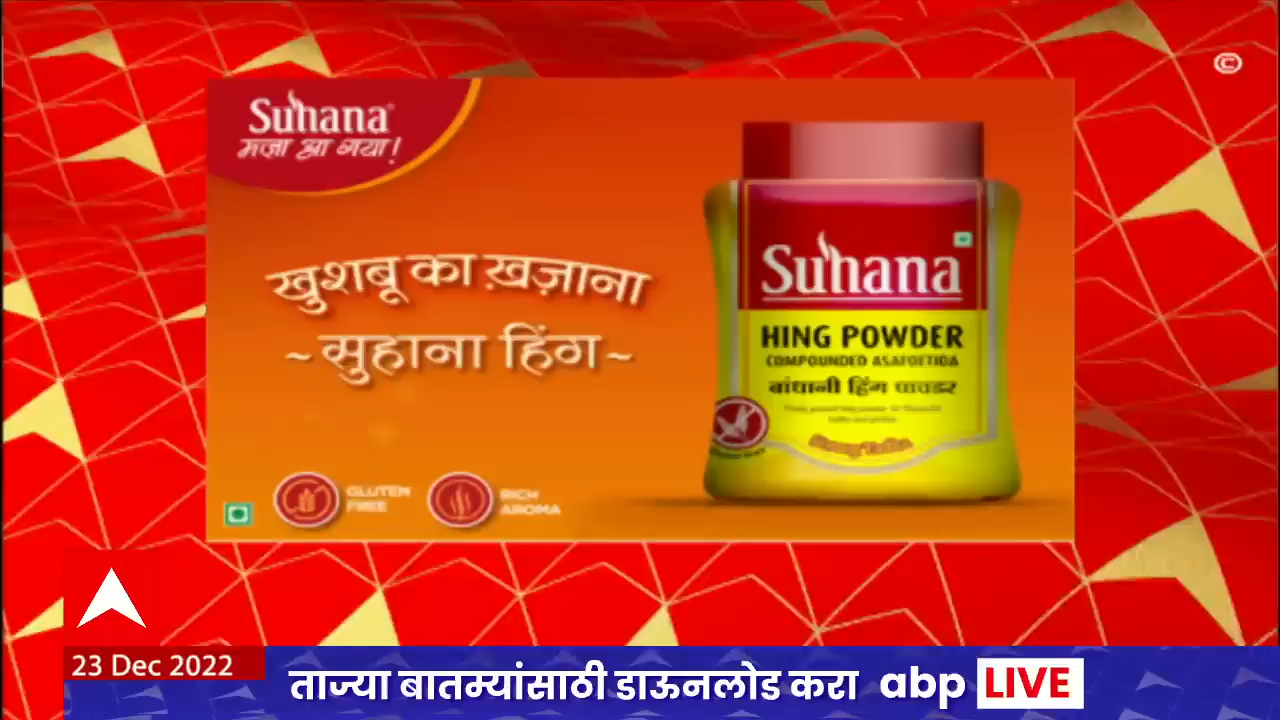 ©
Suhana
मज़ा आ गया!
खुशबू का ख़ज़ाना
~सुहाना हिंग~
GLUTEN
FREE
RICH
AROMA
Suhana
HING POWDER
COMPOUNDED ASAFOETIDA
बांधानी हिंग पावडर
23 Dec 2022
ताज्या बातम्यांसाठी डाऊनलोड करा abp LIVE